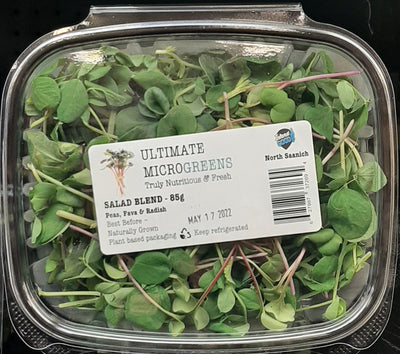 ULTIMATE
MICROGREENS
Truly Nutritious & Fresh
North Saanich
SALAD BLEND - 85g
Peas, Fava & Radish
Best Before - MAY 17 2022
Naturally Grown
Plant based packaging Keep refrigerated